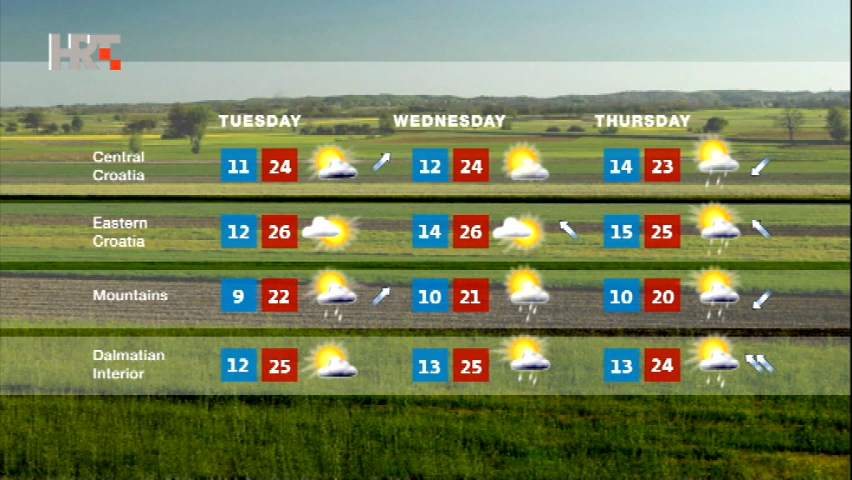 HRT
TUESDAY WEDNESDAY THURSDAY
Central
Croatia
11 24 12 24 14 23
Eastern
Croatia
12 26 14 26 15 25
Mountains
9 22 10 21 10 20
Dalmatian
Interior
12 25 13 25 13 24